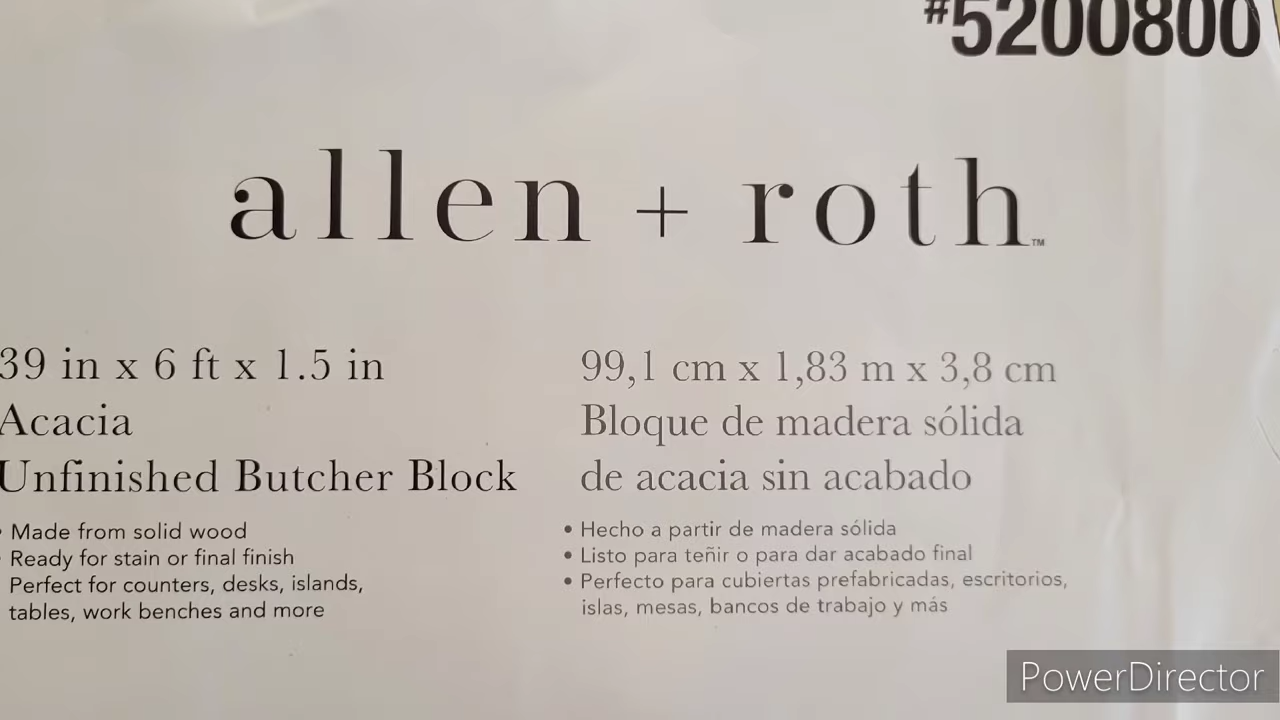 #5200800
allen + roth™
39 in x 6 ft x 1.5 in
Acacia
Unfinished Butcher Block
• Made from solid wood
• Ready for stain or final finish
Perfect for counters, desks, islands,
tables, work benches and more
99,1 cm x 1,83 m x 3,8 cm
Bloque de madera sólida
de acacia sin acabado
• Hecho a partir de madera sólida
• Listo para teñir o para dar acabado final
• Perfecto para cubiertas prefabricadas, escritorios,
islas, mesas, bancos de trabajo y más
PowerDirector